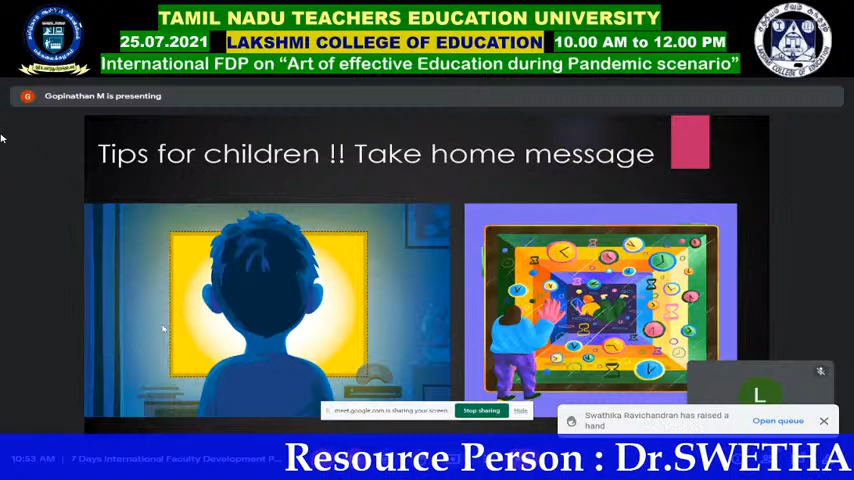 TAMIL NADU TEACHERS EDUCATION UNIVERSITY
25.07.2021 LAKSHMI COLLEGE OF EDUCATION 10.00 AM to 12.00 PM
International FDP on “Art of effective Education during Pandemic scenario”
G Gopinathan M is presenting
Tips for children !! Take home message
L
meet.google.com is sharing your screen. Stop sharing Hide
Swathika Ravichandran has raised a
hand
Open queue
10:53 AM | 7 Days International Faculty Development P...
Resource Person : Dr.SWETHA